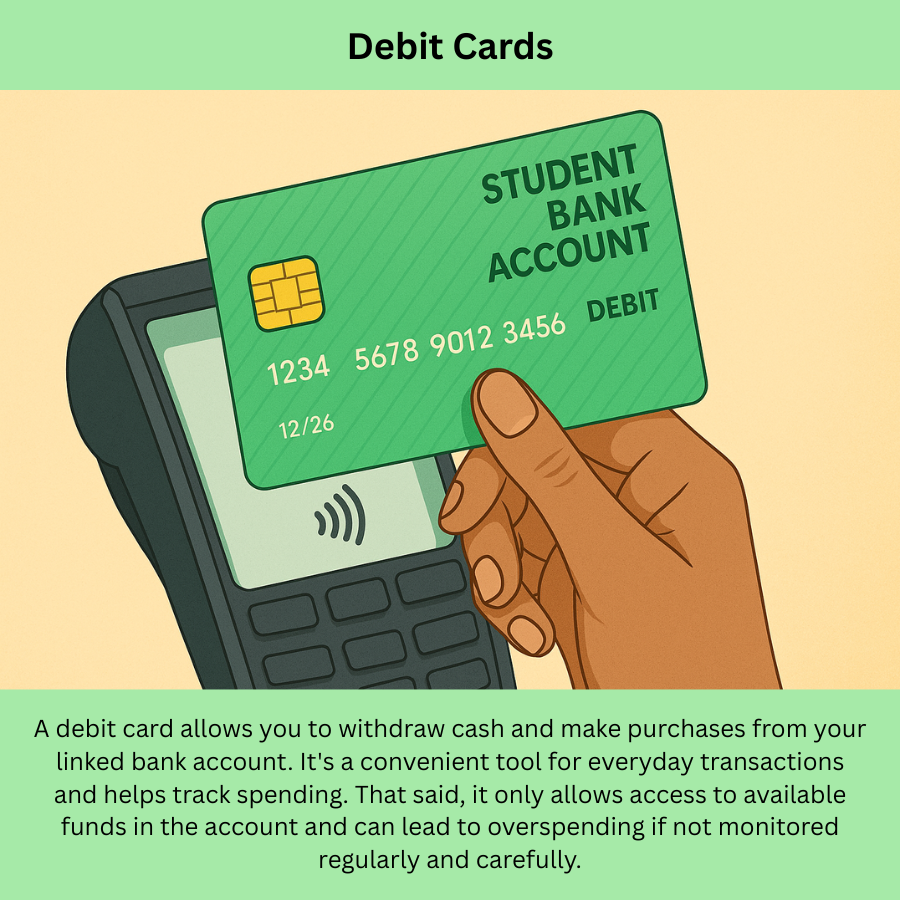 Debit Cards
STUDENT
BANK
ACCOUNT
DEBIT
1234 5678 9012 3456
12/26
A debit card allows you to withdraw cash and make purchases from your
linked bank account. It's a convenient tool for everyday transactions
and helps track spending. That said, it only allows access to available
funds in the account and can lead to overspending if not monitored
regularly and carefully.